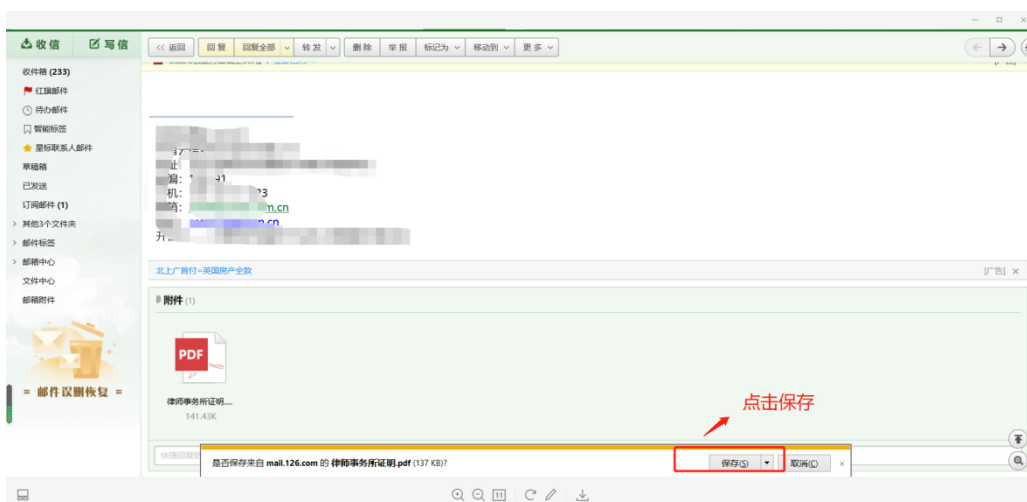 收信 写信
<< 返回 回复 回复全部 转发 删除 举报 标记为 移动到 更多
收件箱 (233)
红旗邮件
待办邮件
智能标签
星标联系人邮件
草稿箱
已发送
订阅邮件 (1)
其他3个文件夹
邮件标签
邮箱中心
文件中心
邮箱附件
= 邮件误删恢复 =
m.cn
北上广首付=英国房产全款 [广告]
附件 (1)
PDF
律师事务所证明....
141.43K
点击保存
快捷回复
是否保存来自 mail.126.com 的 律师事务所证明.pdf (137 KB)?
保存(S) 取消(C)
1:1